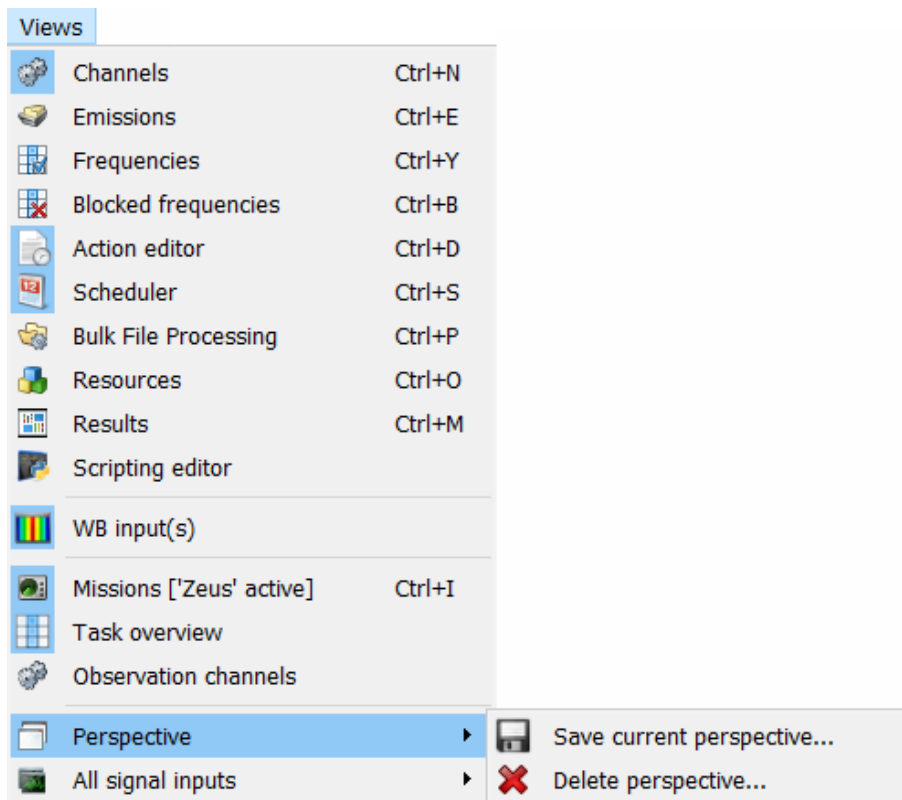 Views
Channels Ctrl+N
Emissions Ctrl+E
Frequencies Ctrl+Y
Blocked frequencies Ctrl+B
Action editor Ctrl+D
12
Scheduler Ctrl+S
Bulk File Processing Ctrl+P
Resources Ctrl+O
Results Ctrl+M
Scripting editor
WB input(s)
Missions ['Zeus' active] Ctrl+I
Task overview
Observation channels
Perspective
Save current perspective...
All signal inputs
Delete perspective...